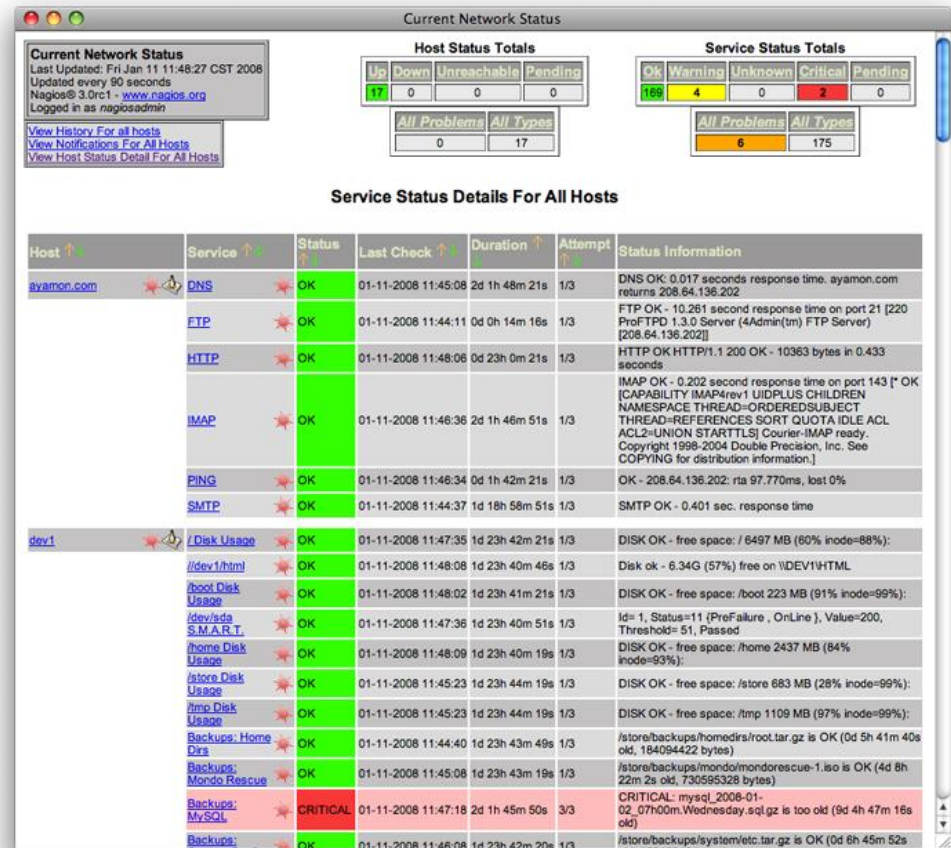 Current Network Status
Current Network Status
Last Updated: Fri Jan 11 11:48:27 CST 2008
Updated every 90 seconds
Nagios® 3.0rc1 - www.nagios.org
Logged in as nagiosadmin
View History For all hosts
View Notifications For All Hosts
View Host Status Detail For All Hosts
Host Status Totals
Up Down Unreachable Pending
17 0 0 0
All Problems All Types
0 17
Service Status Totals
Ok Warning Unknown Critical Pending
169 4 0 2 0
All Problems All Types
6 175
Service Status Details For All Hosts
Host Service Status Last Check Duration Attempt Status Information
ayamon.com DNS OK 01-11-2008 11:45:08 2d 1h 48m 21s 1/3 DNS OK: 0.017 seconds response time. ayamon.com
returns 208.64.136.202
FTP OK 01-11-2008 11:44:11 0d 0h 14m 16s 1/3 FTP OK - 10.261 second response time on port 21 [220
ProFTPD 1.3.0 Server (4Admin(tm) FTP Server)
[208.64.136.202]]
HTTP OK 01-11-2008 11:48:06 0d 23h 0m 21s 1/3 HTTP OK HTTP/1.1 200 OK - 10363 bytes in 0.433
seconds
IMAP OK 01-11-2008 11:46:36 2d 1h 46m 51s 1/3 IMAP OK - 0.202 second response time on port 143 [* OK
[CAPABILITY IMAP4rev1 UIDPLUS CHILDREN
NAMESPACE THREAD=ORDEREDSUBJECT
THREAD=REFERENCES SORT QUOTA IDLE ACL
ACL2=UNION STARTTLS] Courier-IMAP ready.
Copyright 1998-2004 Double Precision, Inc. See
COPYING for distribution information.]
PING OK 01-11-2008 11:46:34 0d 1h 42m 21s 1/3 OK - 208.64.136.202: rta 97.770ms, lost 0%
SMTP OK 01-11-2008 11:44:37 1d 18h 58m 51s 1/3 SMTP OK - 0.401 sec. response time
dev1 / Disk Usage OK 01-11-2008 11:47:35 1d 23h 42m 21s 1/3 DISK OK - free space: / 6497 MB (60% inode=88%):
//dev1/html OK 01-11-2008 11:48:08 1d 23h 40m 46s 1/3 Disk ok - 6.34G (57%) free on \\DEV1\HTML
/boot Disk
Usage OK 01-11-2008 11:48:02 1d 23h 41m 21s 1/3 DISK OK - free space: /boot 223 MB (91% inode=99%):
/dev/sda
S.M.A.R.T. OK 01-11-2008 11:47:36 1d 23h 40m 51s 1/3 Id= 1, Status=11 {PreFailure , OnLine }, Value=200,
Threshold= 51, Passed
/home Disk
Usage OK 01-11-2008 11:48:09 1d 23h 40m 19s 1/3 DISK OK - free space: /home 2437 MB (84%
inode=93%):
/store Disk
Usage OK 01-11-2008 11:45:23 1d 23h 44m 19s 1/3 DISK OK - free space: /store 683 MB (28% inode=99%):
/tmp Disk
Usage OK 01-11-2008 11:45:23 1d 23h 44m 19s 1/3 DISK OK - free space: /tmp 1109 MB (97% inode=99%):
Backups: Home
Dirs OK 01-11-2008 11:44:40 1d 23h 43m 49s 1/3 /store/backups/homedirs/root.tar.gz is OK (0d 5h 41m 40s
old, 184094422 bytes)
Backups:
Mondo Rescue OK 01-11-2008 11:45:08 1d 23h 43m 19s 1/3 /store/backups/mondo/mondorescue-1.iso is OK (4d 8h
22m 2s old, 730595328 bytes)
Backups:
MySQL CRITICAL 01-11-2008 11:47:18 2d 1h 45m 50s 3/3 CRITICAL: mysql_2008-01-
02_07h00m.Wednesday.sql.gz is too old (9d 4h 47m 16s
old)
Backups: OK 01-11-2008 11:46:08 1d 23h 42m 20s 1/3 /store/backups/system/etc.tar.gz is OK (0d 6h 45m 52s